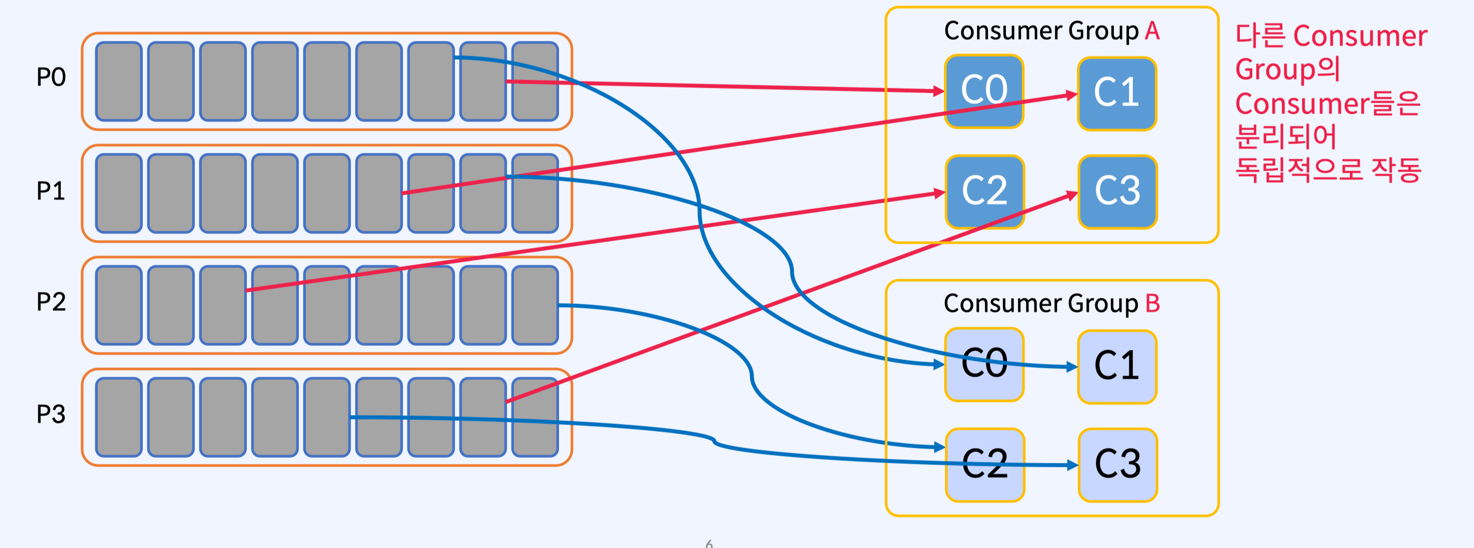 P0
P1
P2
P3
Consumer Group A
C0
C1
C2
C3
Consumer Group B
C0
C1
C2
C3
다른 Consumer
Group의
Consumer들은
분리되어
독립적으로 작동
6